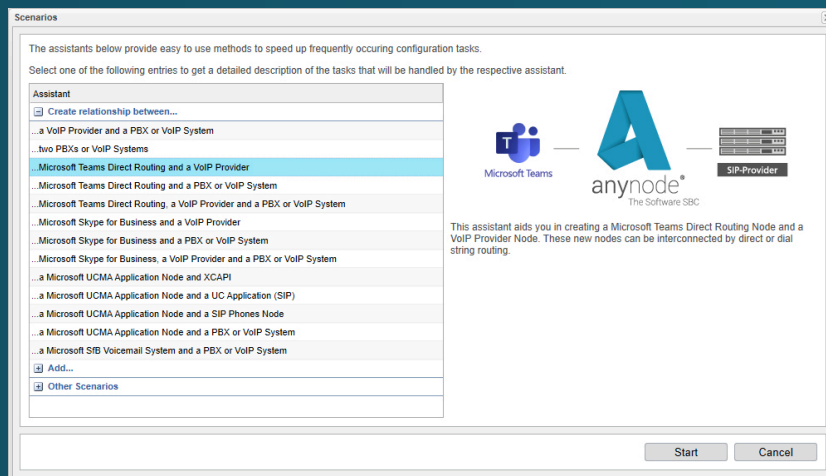 Scenarios
The assistants below provide easy to use methods to speed up frequently occuring configuration tasks.
Select one of the following entries to get a detailed description of the tasks that will be handled by the respective assistant.
Assistant
Create relationship between...
...a VoIP Provider and a PBX or VoIP System
...two PBXs or VoIP Systems
...Microsoft Teams Direct Routing and a VoIP Provider
...Microsoft Teams Direct Routing and a PBX or VoIP System
...Microsoft Teams Direct Routing, a VoIP Provider and a PBX or VoIP System
...Microsoft Skype for Business and a VoIP Provider
...Microsoft Skype for Business and a PBX or VoIP System
...Microsoft Skype for Business, a VoIP Provider and a PBX or VoIP System
...a Microsoft UCMA Application Node and XCAPI
...a Microsoft UCMA Application Node and a UC Application (SIP)
...a Microsoft UCMA Application Node and a SIP Phones Node
...a Microsoft UCMA Application Node and a PBX or VoIP System
...a Microsoft SfB Voicemail System and a PBX or VoIP System
Add...
Other Scenarios
T
Microsoft Teams
anynode®
The Software SBC
SIP-Provider
This assistant aids you in creating a Microsoft Teams Direct Routing Node and a
VoIP Provider Node. These new nodes can be interconnected by direct or dial
string routing.
Start
Cancel